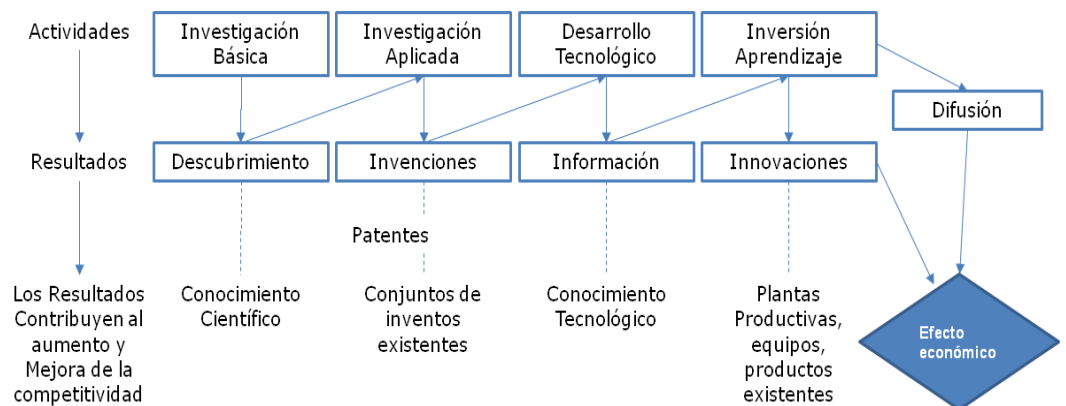 Actividades
Investigación
Básica
Investigación
Aplicada
Desarrollo
Tecnológico
Inversión
Aprendizaje
Difusión
Resultados
Descubrimiento
Invenciones
Información
Innovaciones
Patentes
Los Resultados
Contribuyen al
aumento y
Mejora de la
competitividad
Conocimiento
Científico
Conjuntos de
inventos
existentes
Conocimiento
Tecnológico
Plantas
Productivas,
equipos,
productos
existentes
Efecto
económico